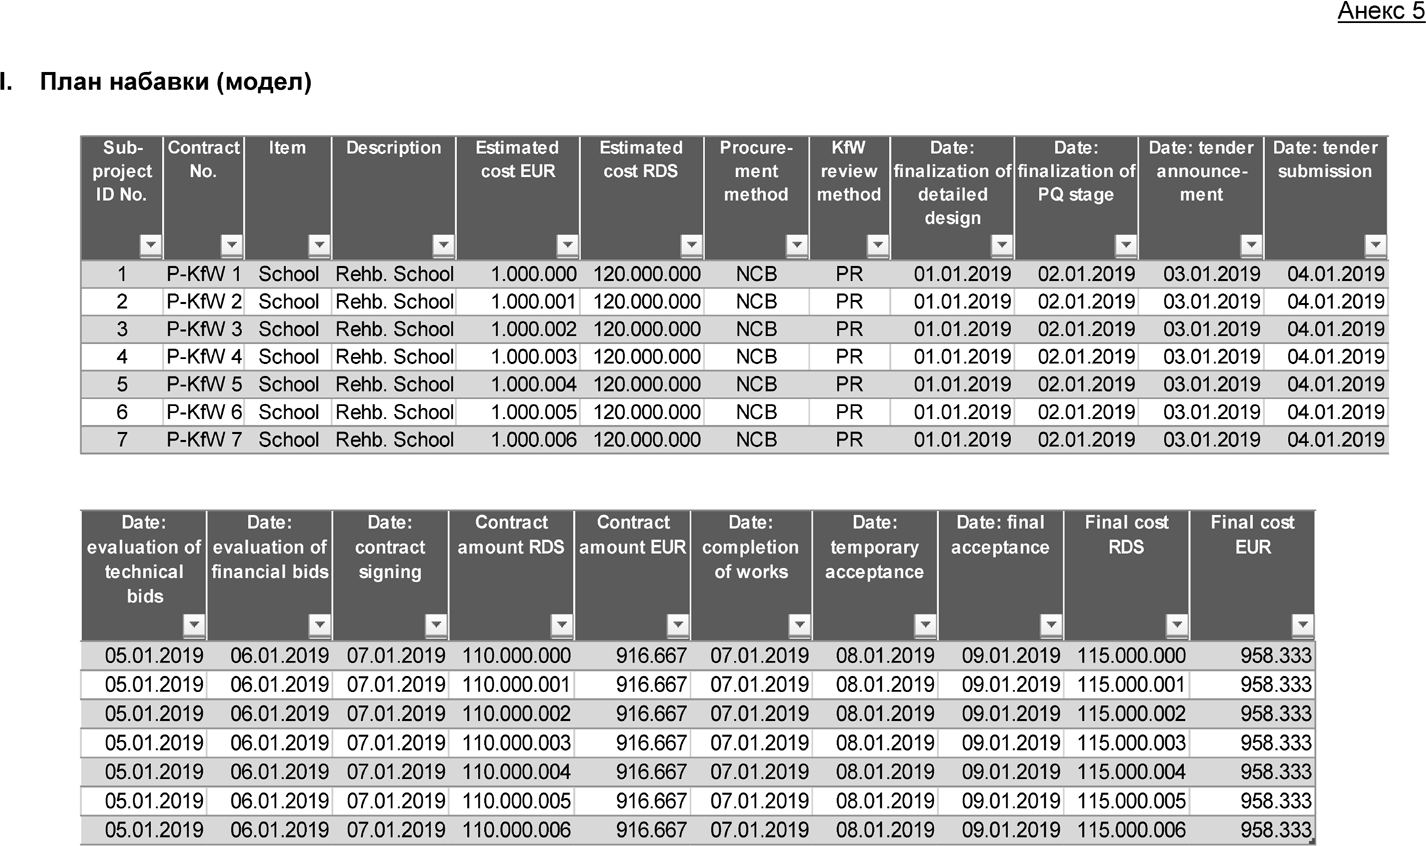 Анекс 5
I. План набавки (модел)
Sub- Contract Item Description Estimated Estimated Procure- KfW Date: Date: Date: tender Date: tender
project No. cost EUR cost RDS ment review finalization of finalization of announce- submission
ID No. method method detailed PQ stage ment
design
1 P-KfW 1 School Rehb. School 1.000.000 120.000.000 NCB PR 01.01.2019 02.01.2019 03.01.2019 04.01.2019
2 P-KfW 2 School Rehb. School 1.000.001 120.000.000 NCB PR 01.01.2019 02.01.2019 03.01.2019 04.01.2019
3 P-KfW 3 School Rehb. School 1.000.002 120.000.000 NCB PR 01.01.2019 02.01.2019 03.01.2019 04.01.2019
4 P-KfW 4 School Rehb. School 1.000.003 120.000.000 NCB PR 01.01.2019 02.01.2019 03.01.2019 04.01.2019
5 P-KfW 5 School Rehb. School 1.000.004 120.000.000 NCB PR 01.01.2019 02.01.2019 03.01.2019 04.01.2019
6 P-KfW 6 School Rehb. School 1.000.005 120.000.000 NCB PR 01.01.2019 02.01.2019 03.01.2019 04.01.2019
7 P-KfW 7 School Rehb. School 1.000.006 120.000.000 NCB PR 01.01.2019 02.01.2019 03.01.2019 04.01.2019
Date: Date: Date: Contract Contract Date: Date: Date: final Final cost Final cost
evaluation of evaluation of contract amount RDS amount EUR completion temporary acceptance RDS EUR
technical financial bids signing of works acceptance
bids
05.01.2019 06.01.2019 07.01.2019 110.000.000 916.667 07.01.2019 08.01.2019 09.01.2019 115.000.000 958.333
05.01.2019 06.01.2019 07.01.2019 110.000.001 916.667 07.01.2019 08.01.2019 09.01.2019 115.000.001 958.333
05.01.2019 06.01.2019 07.01.2019 110.000.002 916.667 07.01.2019 08.01.2019 09.01.2019 115.000.002 958.333
05.01.2019 06.01.2019 07.01.2019 110.000.003 916.667 07.01.2019 08.01.2019 09.01.2019 115.000.003 958.333
05.01.2019 06.01.2019 07.01.2019 110.000.004 916.667 07.01.2019 08.01.2019 09.01.2019 115.000.004 958.333
05.01.2019 06.01.2019 07.01.2019 110.000.005 916.667 07.01.2019 08.01.2019 09.01.2019 115.000.005 958.333
05.01.2019 06.01.2019 07.01.2019 110.000.006 916.667 07.01.2019 08.01.2019 09.01.2019 115.000.006 958.333